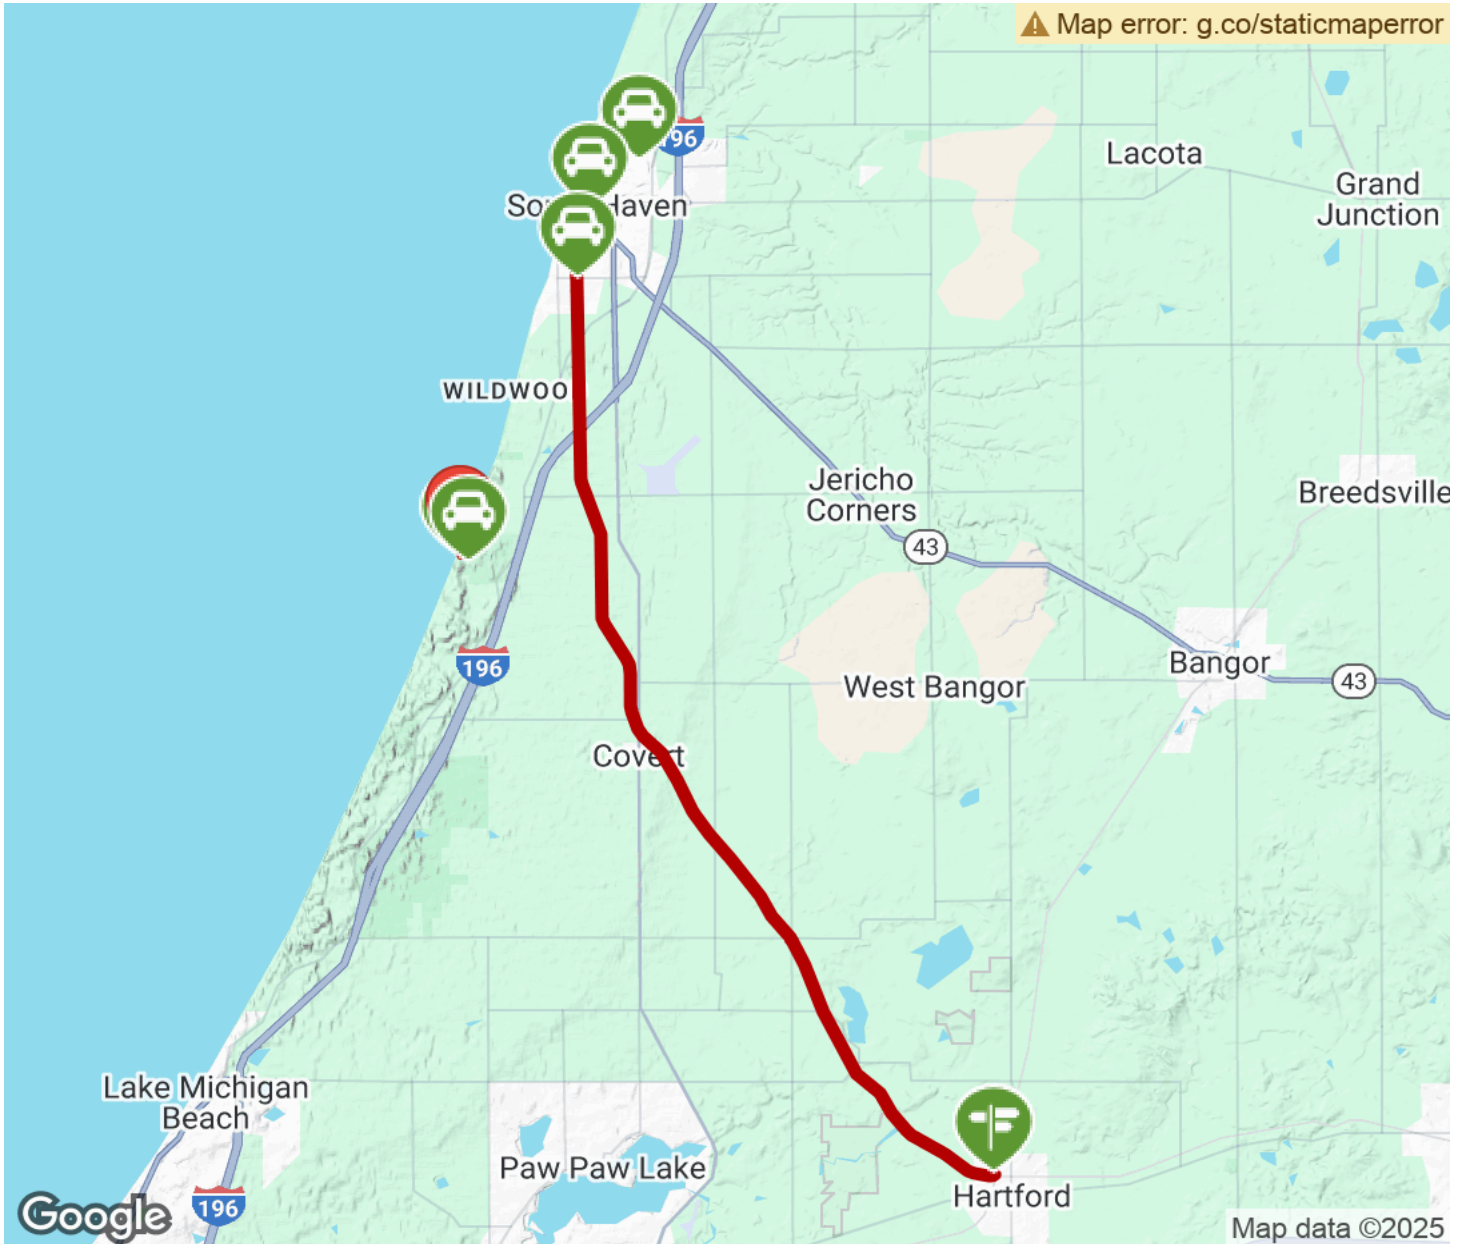 Map error: g.co/staticmaperror
196
Lacota
Grand
Junction
Haven
WILDWOO
Jericho
Corners
Breedsville
43
196
Bangor
43
West Bangor
Covert
Lake Michigan
Beach
Paw Paw Lake
Hartford
196
Google
Map data ©2025